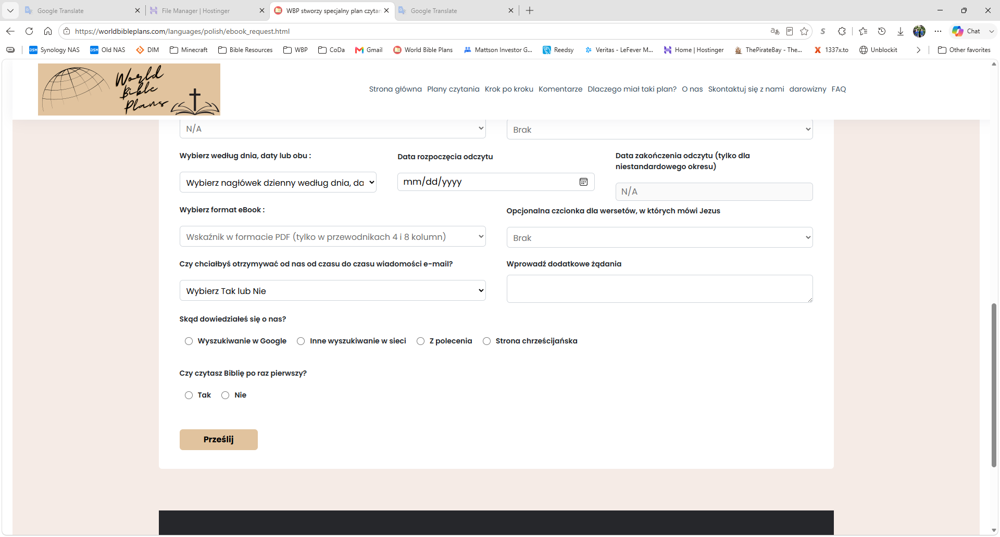 Google Translate
File Manager | Hostinger
WBP stworzy specjalny plan czytan
Google Translate
https://worldbibleplans.com/languages/polish/ebook_request.html
Chat
Synology NAS
Old NAS
DIM
Minecraft
Bible Resources
WBP
CoDa
Gmail
World Bible Plans
Mattson Investor G...
Reedsy
Veritas - LeFever M...
Home | Hostinger
ThePirateBay - The...
1337x.to
Unblockit
Other favorites
World
Bible
Plans
Strona główna Plany czytania Krok po kroku Komentarze Dlaczego miał taki plan? O nas Skontaktuj się z nami darowizny FAQ
N/A
Brak
Wybierz według dnia, daty lub obu :
Data rozpoczęcia odczytu
Data zakończenia odczytu (tylko dla
niestandardowego okresu)
Wybierz nagłówek dzienny według dnia, da
mm/dd/yyyy
N/A
Wybierz format eBook :
Opcjonalna czcionka dla wersetów, w których mówi Jezus
Wskaźnik w formacie PDF (tylko w przewodnikach 4 i 8 kolumn)
Brak
Czy chciałbyś otrzymywać od nas od czasu do czasu wiadomości e-mail?
Wprowadź dodatkowe żądania
Wybierz Tak lub Nie
Skąd dowiedziałeś się o nas?
Wyszukiwanie w Google
Inne wyszukiwanie w sieci
Z polecenia
Strona chrześcijańska
Czy czytasz Biblię po raz pierwszy?
Tak
Nie
Prześlij